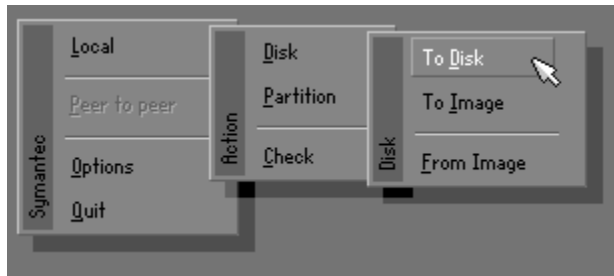 Symantec
Local
Peer to peer
Options
Quit
Action
Disk
Partition
Check
Disk
To Disk
To Image
From Image